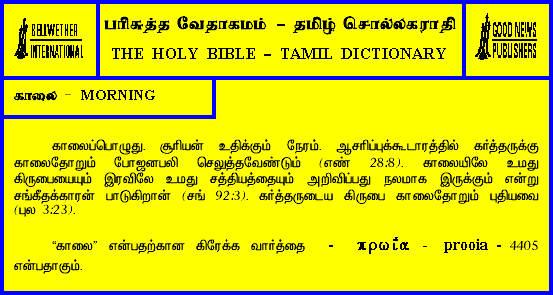 BELLWETHER
INTERNATIONAL
பரிசுத்த வேதாகமம் – தமிழ் சொல்லகராதி
THE HOLY BIBLE – TAMIL DICTIONARY
GOOD NEWS
PUBLISHERS
காலை – MORNING
காலைப்பொழுது. சூரியன் உதிக்கும் நேரம். ஆசரிப்புக்கூடாரத்தில் கர்த்தருக்கு
காலைதோறும் போஜனபலி செலுத்தவேண்டும் (எண் 28:8). காலையிலே உமது
கிருபையையும் இரவிலே உமது சத்தியத்தையும் அறிவிப்பது நலமாக இருக்கும் என்று
சங்கீதக்காரன் பாடுகிறான் (சங் 92:3). கர்த்தருடைய கிருபை காலைதோறும் புதியவை
(புல 3:23).
“காலை” என்பதற்கான கிரேக்க வார்த்தை - πρωΐα - prooia - 4405
என்பதாகும்.